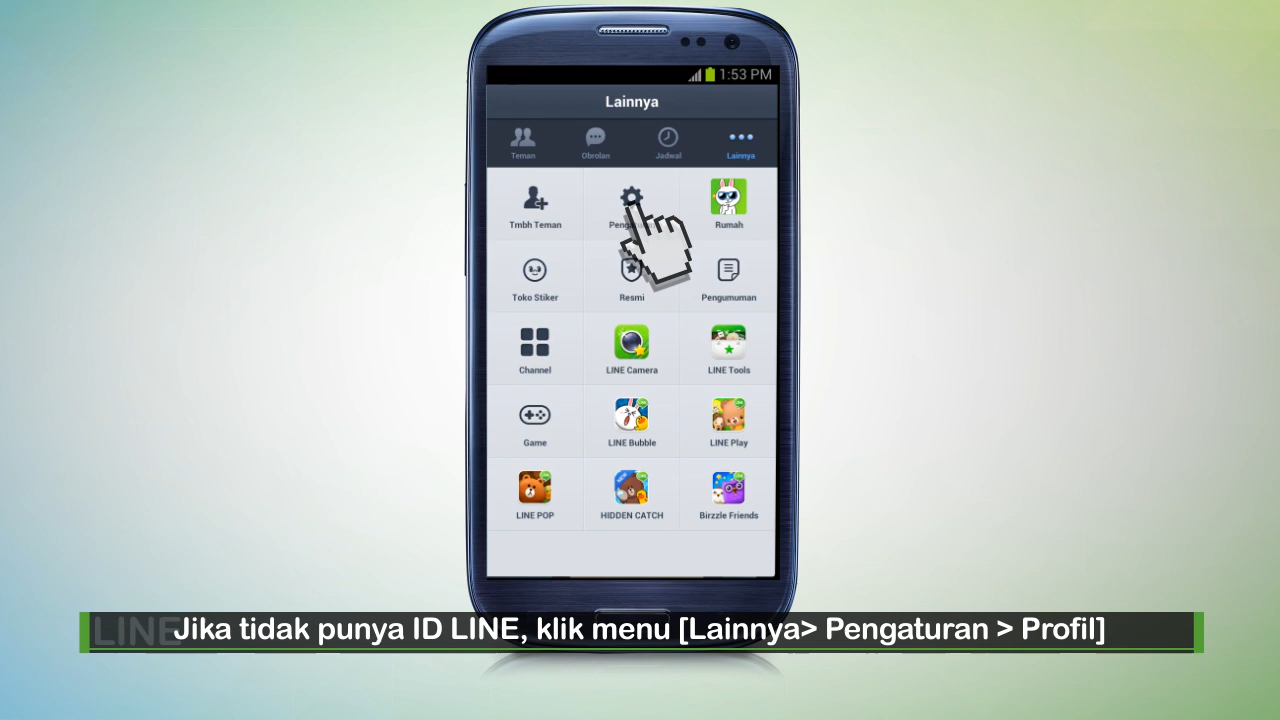 1:53 PM
Lainnya
Teman Obrolan Jadwal Lainnya
Tmbh Teman Rumah
Toko Stiker Resmi Pengumuman
Channel LINE Camera LINE Tools
Game LINE Bubble LINE Play
LINE POP HIDDEN CATCH Birzzle Friends
LINE
Jika tidak punya ID LINE, klik menu [Lainnya> Pengaturan > Profil]